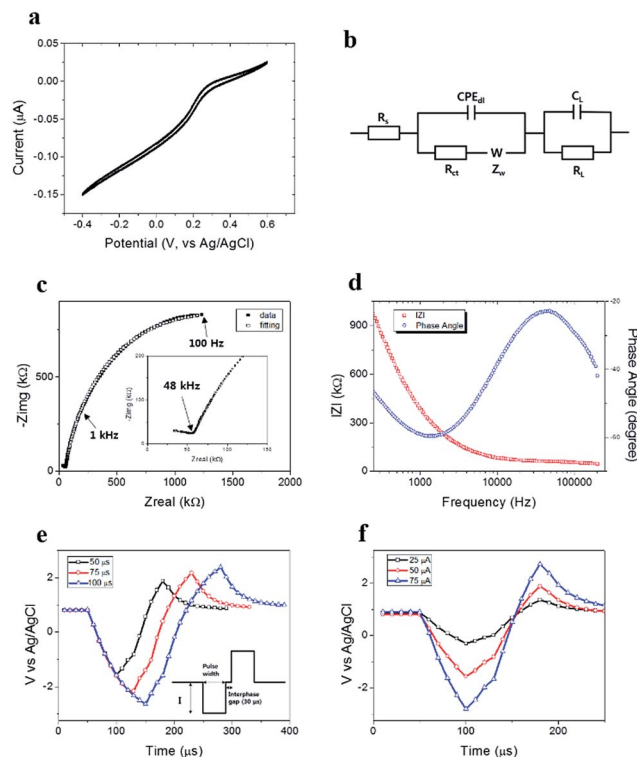 a
b
0.05
0.00
-0.05
-0.10
-0.15
Current (μA)
-0.4
-0.2
0.0
0.2
0.4
0.6
Potential (V, vs Ag/AgCl)
Rs
CPEdl
Rct
W
Zw
CL
RL
c
d
500
0
-Zimg (kΩ)
data
fitting
100 Hz
1 kHz
48 kHz
200
100
0
-Zimg (kΩ)
0
50
100
150
Zreal (kΩ)
0
500
1000
1500
2000
Zreal (kΩ)
IZI
Phase Angle
900
600
300
0
IZI (kΩ)
-20
-40
-60
Phase Angle (degree)
1000
10000
100000
Frequency (Hz)
e
f
50 μs
75 μs
100 μs
2
0
-2
V vs Ag/AgCl
Pulse
width
I
Interphase
gap (30 μs)
0
100
200
300
400
Time (μs)
25 μA
50 μA
75 μA
2
0
-2
V vs Ag/AgCl
0
100
200
Time (μs)